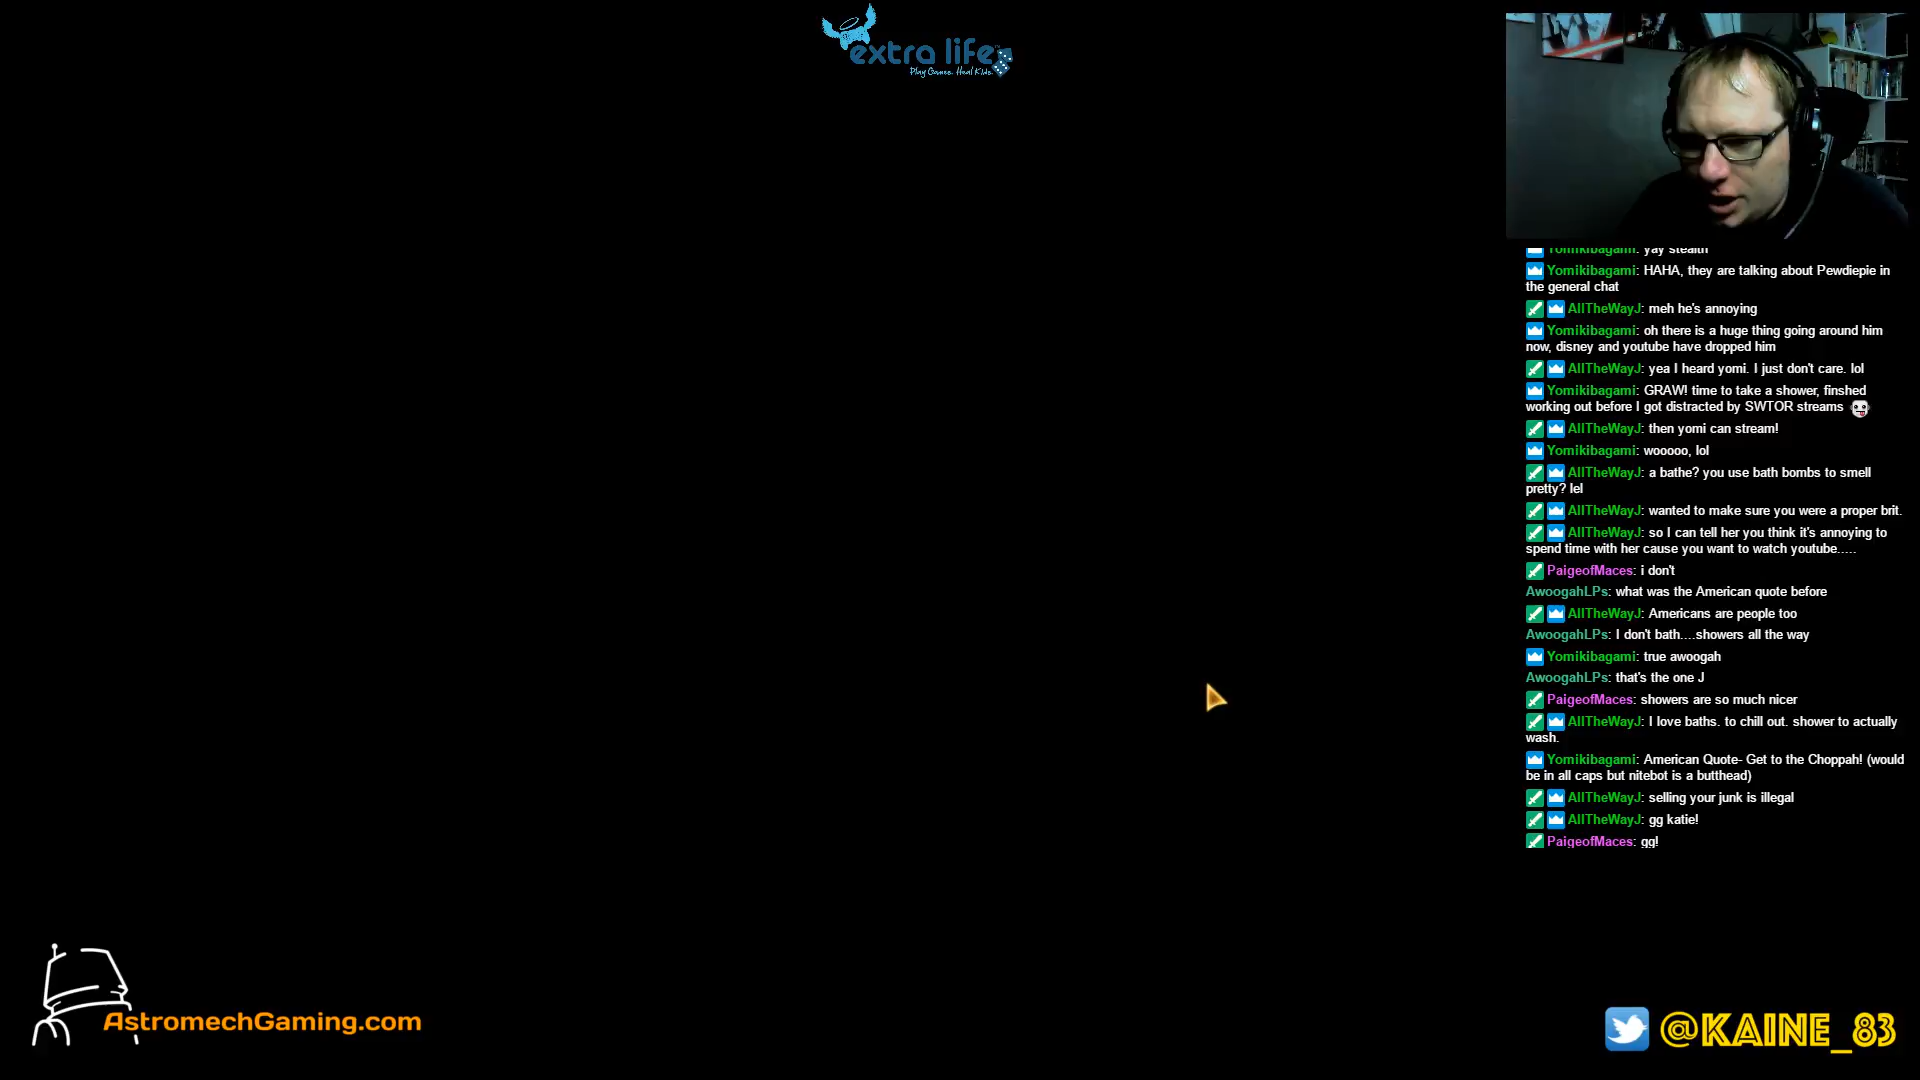 extra life
Play Games. Heal Kids.
Yomikibagami: yay stealth
Yomikibagami: HAHA, they are talking about Pewdiepie in
the general chat
AllTheWayJ: meh he's annoying
Yomikibagami: oh there is a huge thing going around him
now, disney and youtube have dropped him
AllTheWayJ: yea I heard yomi. I just don't care. lol
Yomikibagami: GRAW! time to take a shower, finshed
working out before I got distracted by SWTOR streams
AllTheWayJ: then yomi can stream!
Yomikibagami: wooooo, lol
AllTheWayJ: a bathe? you use bath bombs to smell
pretty? lel
AllTheWayJ: wanted to make sure you were a proper brit.
AllTheWayJ: so I can tell her you think it's annoying to
spend time with her cause you want to watch youtube.....
PaigeofMaces: i don't
AwoogahLPs: what was the American quote before
AllTheWayJ: Americans are people too
AwoogahLPs: I don't bath....showers all the way
Yomikibagami: true awoogah
AwoogahLPs: that's the one J
PaigeofMaces: showers are so much nicer
AllTheWayJ: I love baths. to chill out. shower to actually
wash.
Yomikibagami: American Quote- Get to the Choppah! (would
be in all caps but nitebot is a butthead)
AllTheWayJ: selling your junk is illegal
AllTheWayJ: gg katie!
PaigeofMaces: gg!
AstromechGaming.com
@KAINE_83